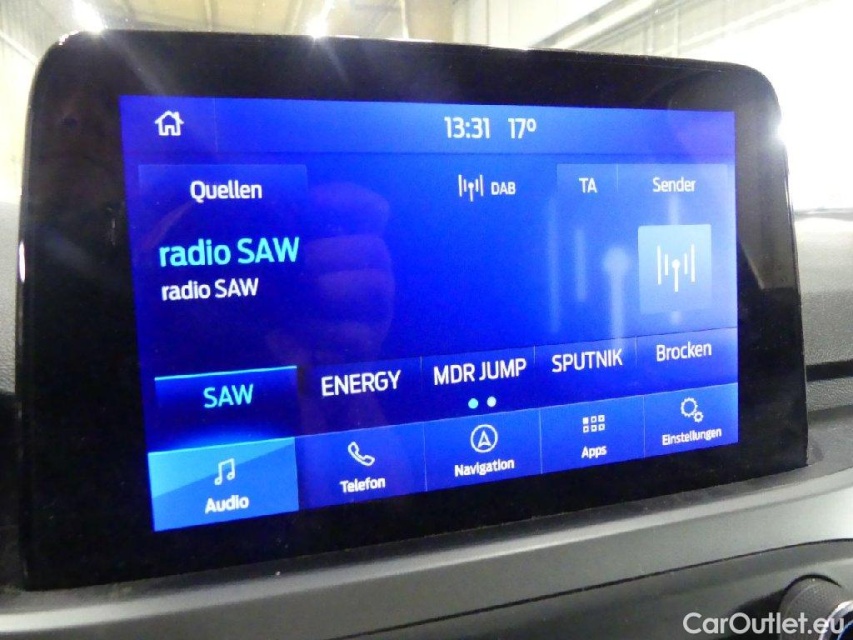 13:31 17º
Quellen
DAB
TA
Sender
radio SAW
radio SAW
SAW
ENERGY
MDR JUMP
SPUTNIK
Brocken
Audio
Telefon
Navigation
Apps
Einstellungen
CarOutlet.eu